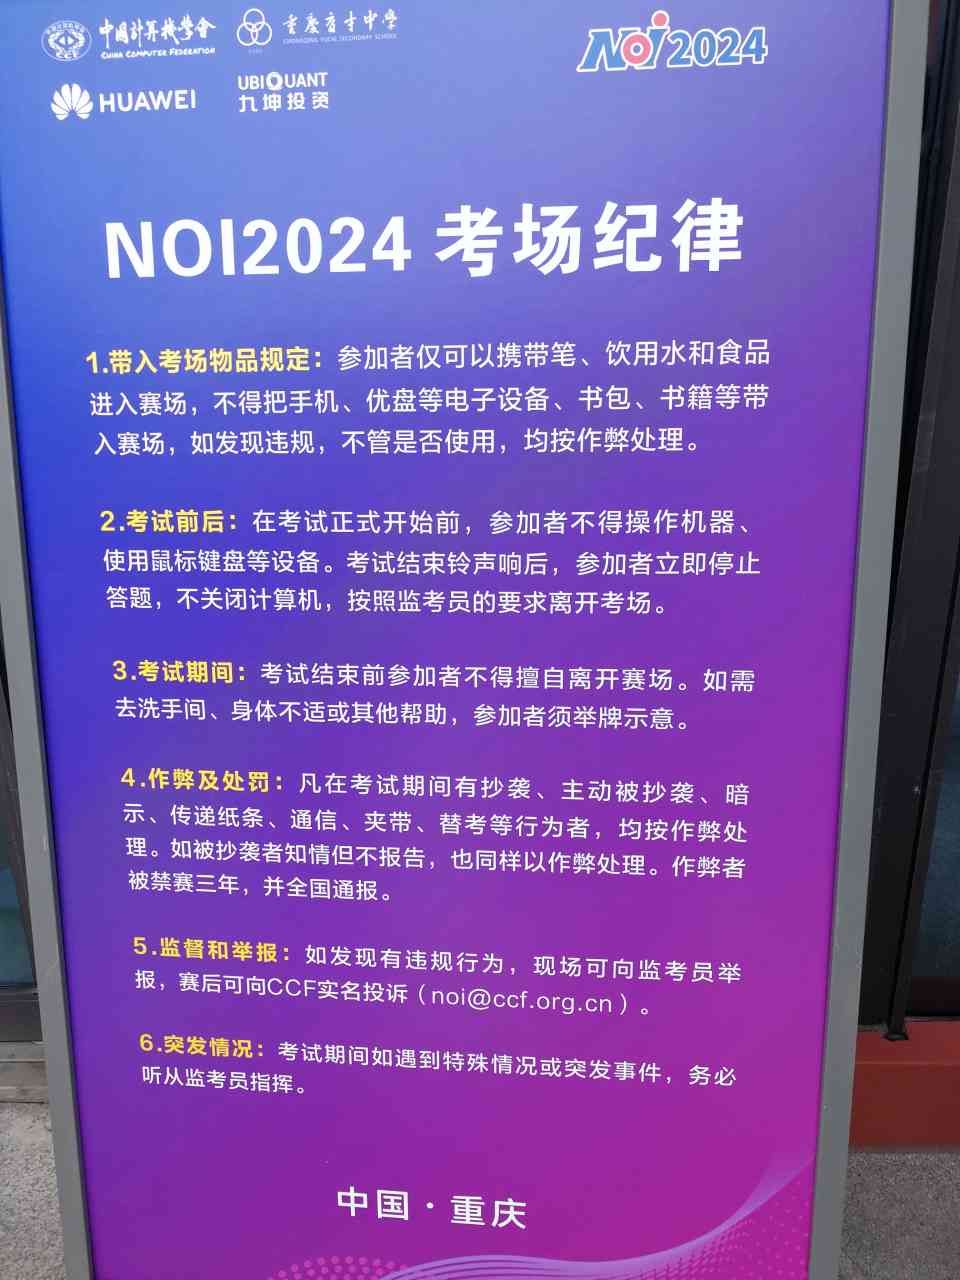 中国计算机学会
CHINA COMPUTER FEDERATION
CCF
重庆育才中学
CHONGQING YUCAI SECONDARY SCHOOL
NOI2024
HUAWEI
UBIQUANT
九坤投资
NOI2024 考场纪律
1.带入考场物品规定：参加者仅可以携带笔、饮用水和食品
进入赛场，不得把手机、优盘等电子设备、书包、书籍等带
入赛场，如发现违规，不管是否使用，均按作弊处理。
2.考试前后：在考试正式开始前，参加者不得操作机器、
使用鼠标键盘等设备。考试结束铃声响后，参加者立即停止
答题，不关闭计算机，按照监考员的要求离开考场。
3.考试期间：考试结束前参加者不得擅自离开赛场。如需
去洗手间、身体不适或其他帮助，参加者须举牌示意。
4.作弊及处罚：凡在考试期间有抄袭、主动被抄袭、暗
示、传递纸条、通信、夹带、替考等行为者，均按作弊处
理。如被抄袭者知情但不报告，也同样以作弊处理。作弊者
被禁赛三年，并全国通报。
5.监督和举报：如发现有违规行为，现场可向监考员举
报，赛后可向CCF实名投诉（noi@ccf.org.cn）。
6.突发情况：考试期间如遇到特殊情况或突发事件，务必
听从监考员指挥。
中国·重庆